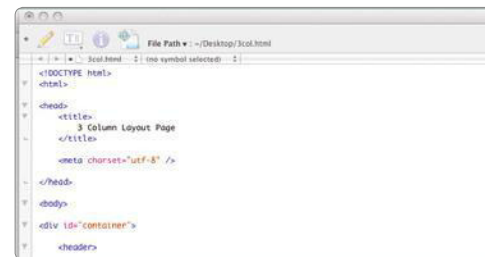 File Path ▾ : ~/Desktop/3col.html
3col.html (no symbol selected)
<!DOCTYPE html>
<html>
<head>
<title>
3 Column Layout Page
</title>
<meta charset="utf-8" />
</head>
<body>
<div id="container">
<header>